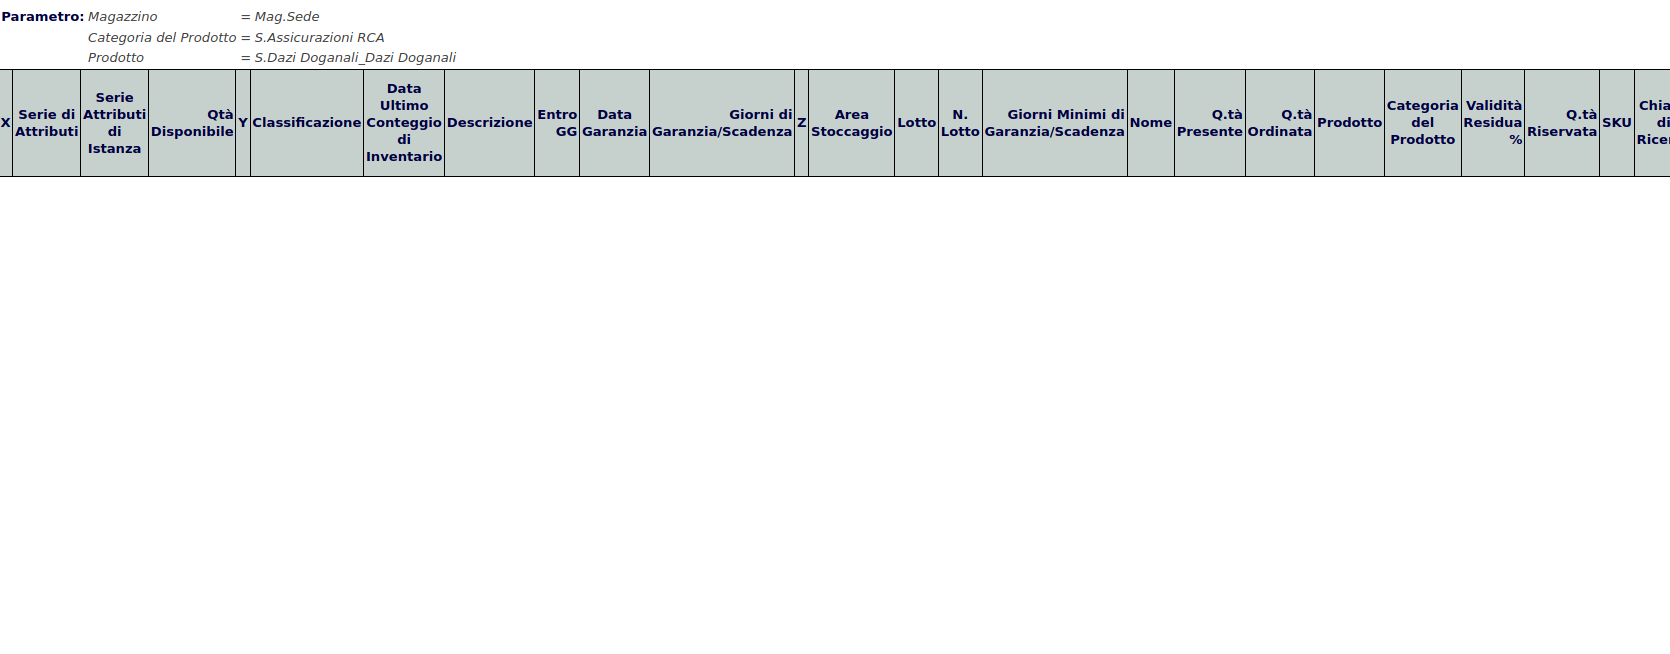 Parametro: Magazzino = Mag.Sede
Categoria del Prodotto = S.Assicurazioni RCA
Prodotto = S.Dazi Doganali_Dazi Doganali
X
Serie di
Attributi
Serie
Attributi
di
Istanza
Qtà
Disponibile
Y
Classificazione
Data
Ultimo
Conteggio
di
Inventario
Descrizione
Entro
GG
Data
Garanzia
Giorni di
Garanzia/Scadenza
Z
Area
Stoccaggio
Lotto
N.
Lotto
Giorni Minimi di
Garanzia/Scadenza
Nome
Q.tà
Presente
Q.tà
Ordinata
Prodotto
Categoria
del
Prodotto
Validità
Residua
%
Q.tà
Riservata
SKU
di